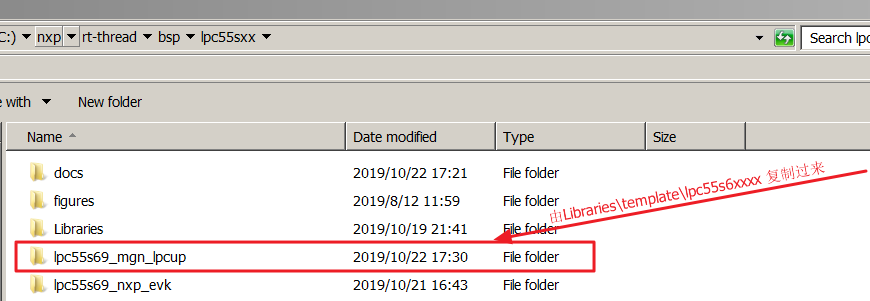 C:) nxp rt-thread bsp lpc55sxx Search lpc
e with New folder
Name Date modified Type Size
docs 2019/10/22 17:21 File folder
figures 2019/8/12 11:59 File folder
由Libraries\template\lpc55s6xxxx 复制过来
Libraries 2019/10/19 21:41 File folder
lpc55s69_mgn_lpcup 2019/10/22 17:30 File folder
lpc55s69_nxp_evk 2019/10/21 16:43 File folder